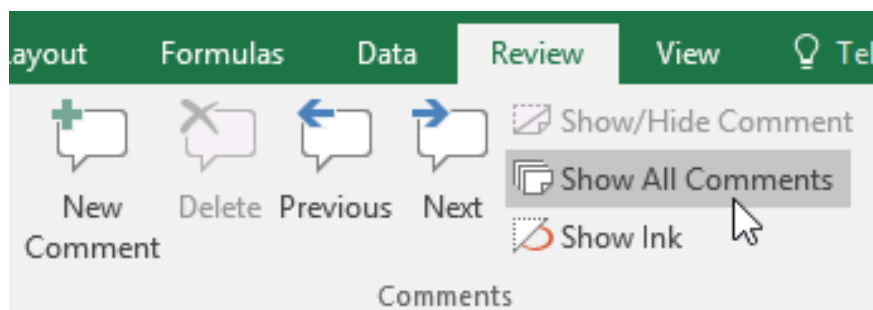 ayout Formulas Data Review View Tel
New Comment
Delete
Previous
Next
Show/Hide Comment
Show All Comments
Show Ink
Comments